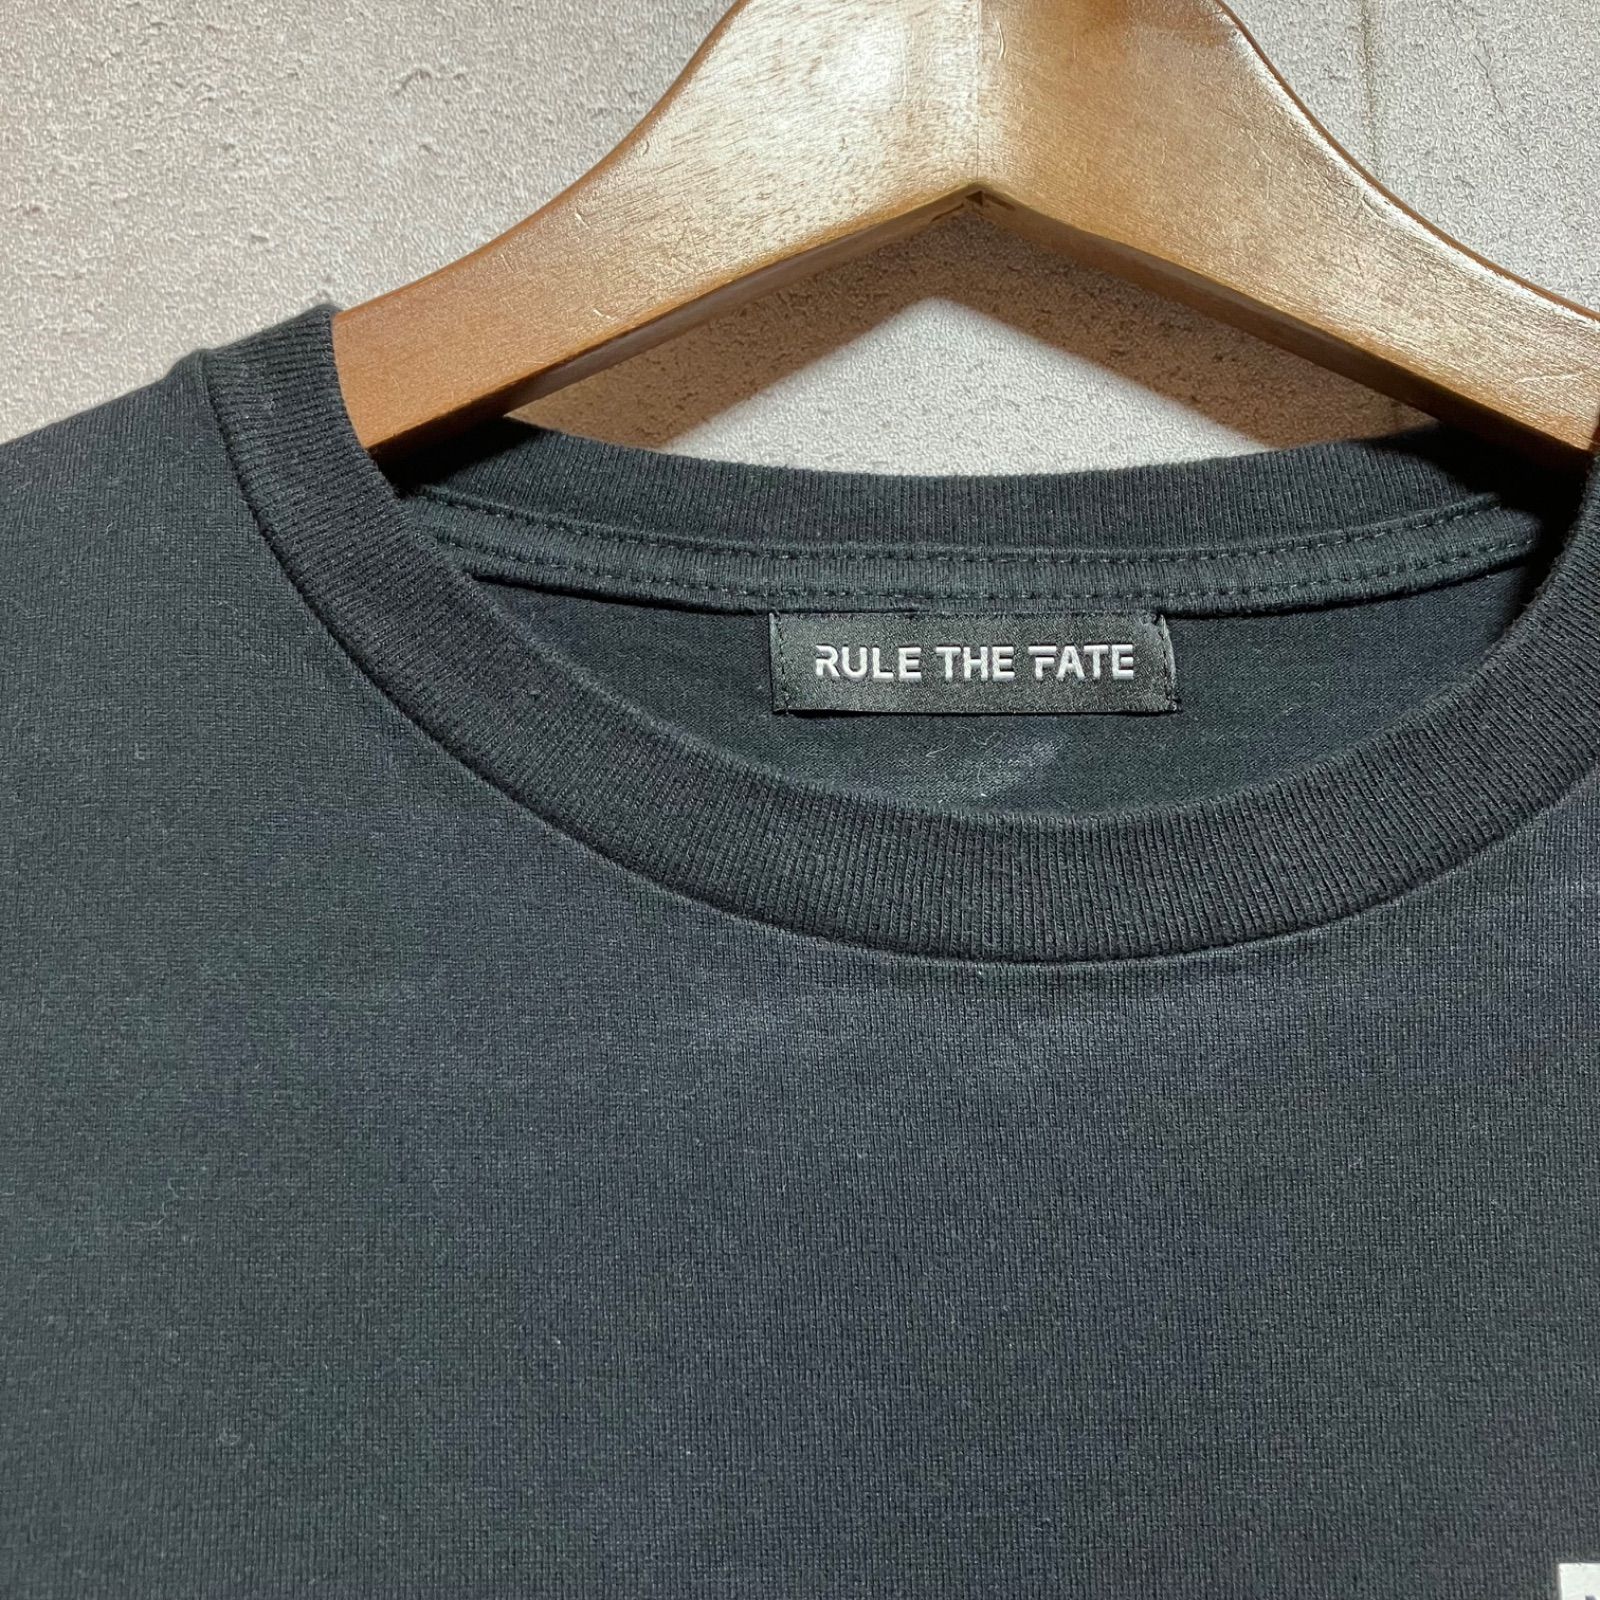 RULE THE FATE